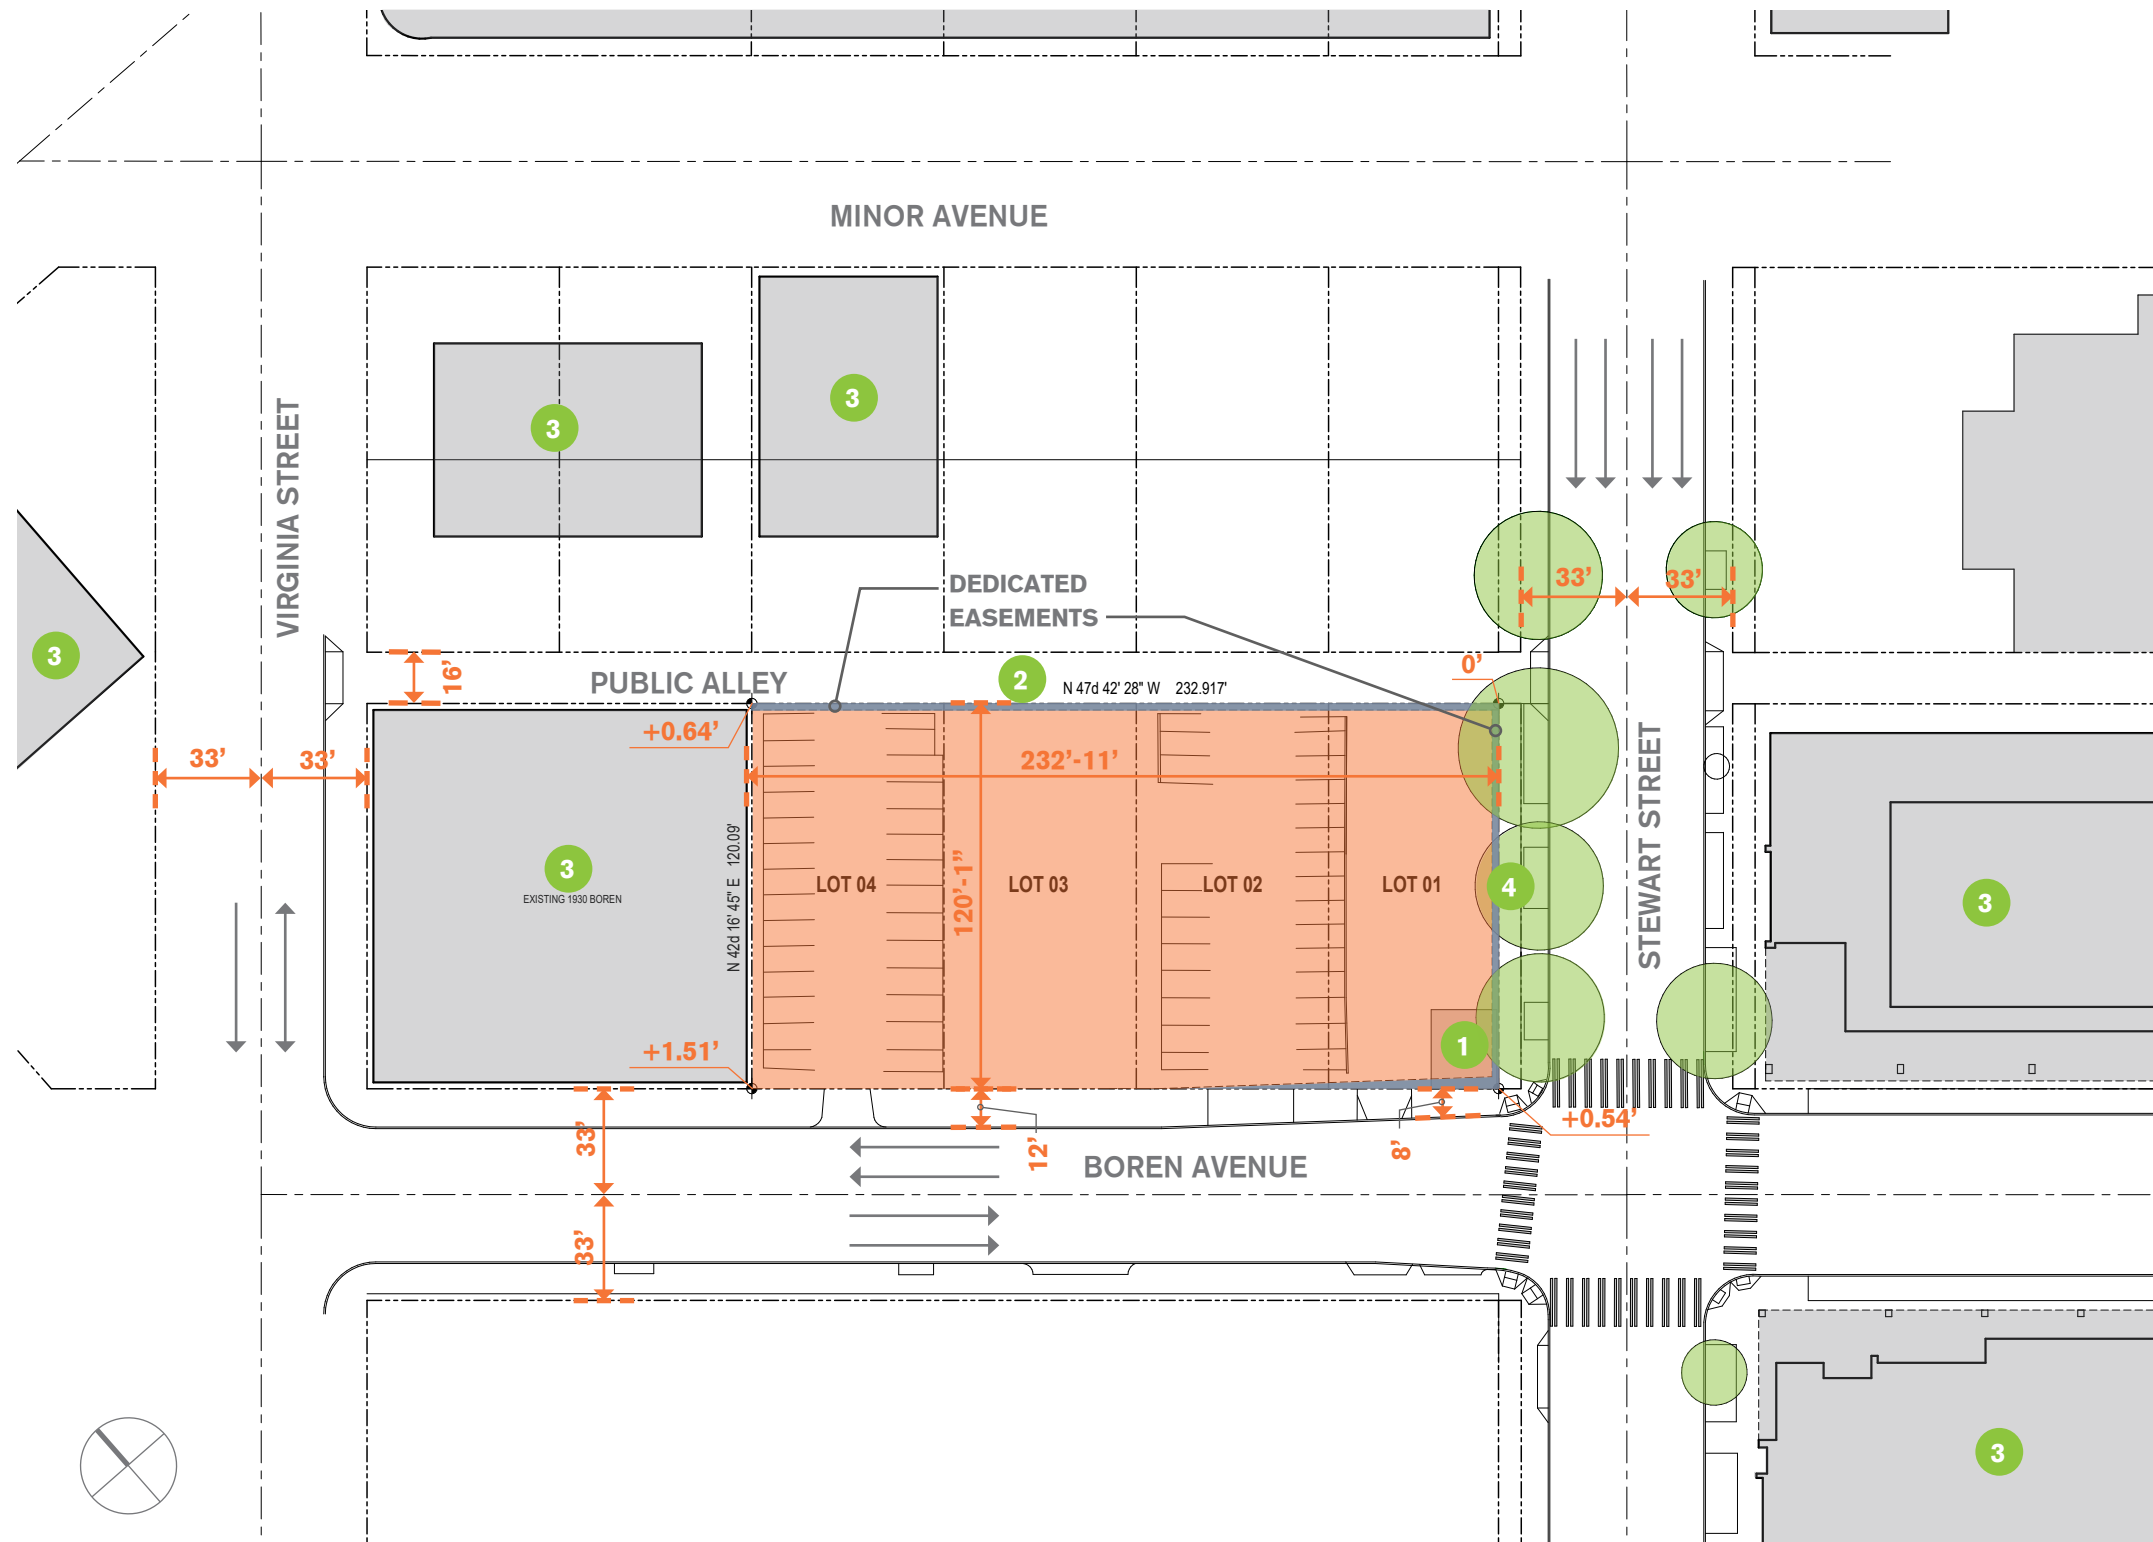 MINOR AVENUE
VIRGINIA STREET
3
3
3
DEDICATED
EASEMENTS
33’
33’
16’
PUBLIC ALLEY
2
N 47d 42' 28" W 232.917'
0’
+0.64’
33’
33’
232’-11’
STEWART STREET
3
EXISTING 1930 BOREN
N 42d 16' 45" E 120.09'
LOT 04
120’-1”
LOT 03
LOT 02
LOT 01
4
3
+1.51’
1
33’
12’
8’
+0.54’
BOREN AVENUE
33’
3